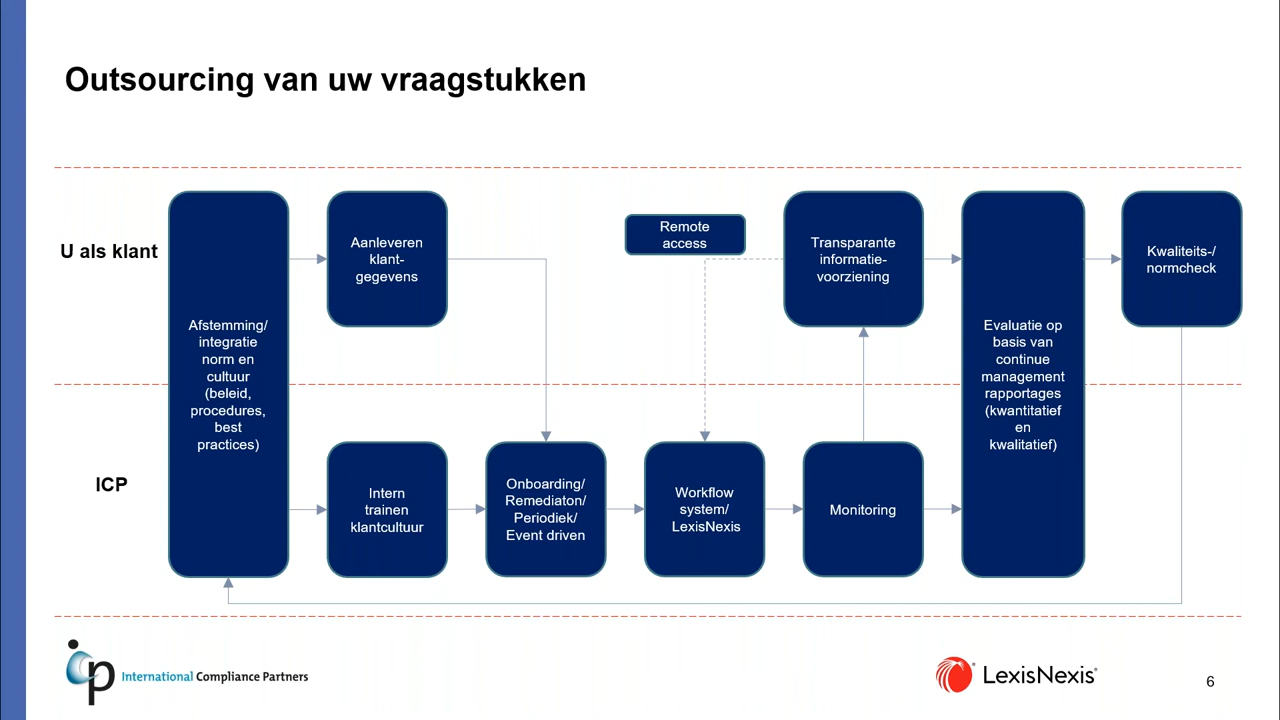 Outsourcing van uw vraagstukken
U als klant
Afstemming/
integratie
norm en
cultuur
(beleid,
procedures,
best
practices)
Aanleveren
klant-
gegevens
Remote
access
Transparante
informatie-
voorziening
Evaluatie op
basis van
continue
management
rapportages
(kwantitatief
en
kwalitatief)
Kwaliteits-/
normcheck
ICP
Intern
trainen
klantcultuur
Onboarding/
Remediaton/
Periodiek/
Event driven
Workflow
system/
LexisNexis
Monitoring
icp International Compliance Partners
LexisNexis®
6